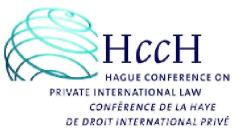 HccH
HAGUE CONFERENCE ON
PRIVATE INTERNATIONAL LAW
CONFÉRENCE DE LA HAYE
DE DROIT INTERNATIONAL PRIVÉ